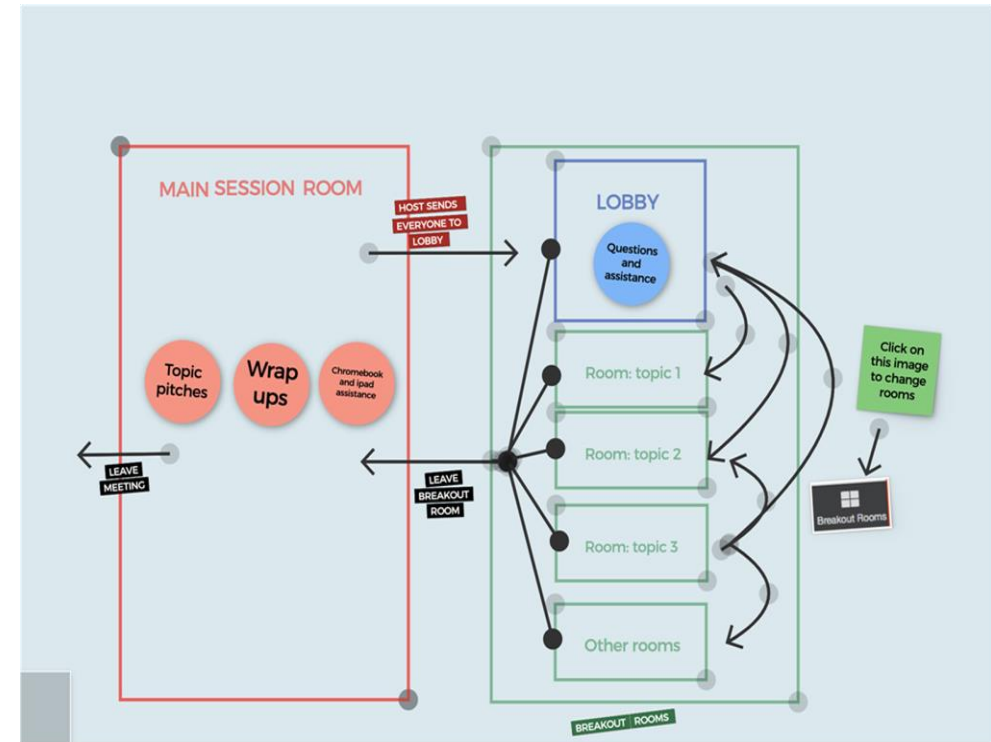 MAIN SESSION ROOM
HOST SENDS
EVERYONE TO
LOBBY
Topic
pitches
Wrap
ups
Chromebook
and ipad
assistance
LEAVE
MEETING
LEAVE
BREAKOUT
ROOM
LOBBY
Questions
and
assistance
Room: topic 1
Room: topic 2
Room: topic 3
Other rooms
BREAKOUT ROOMS
Click on
this image
to change
rooms
Breakout Rooms